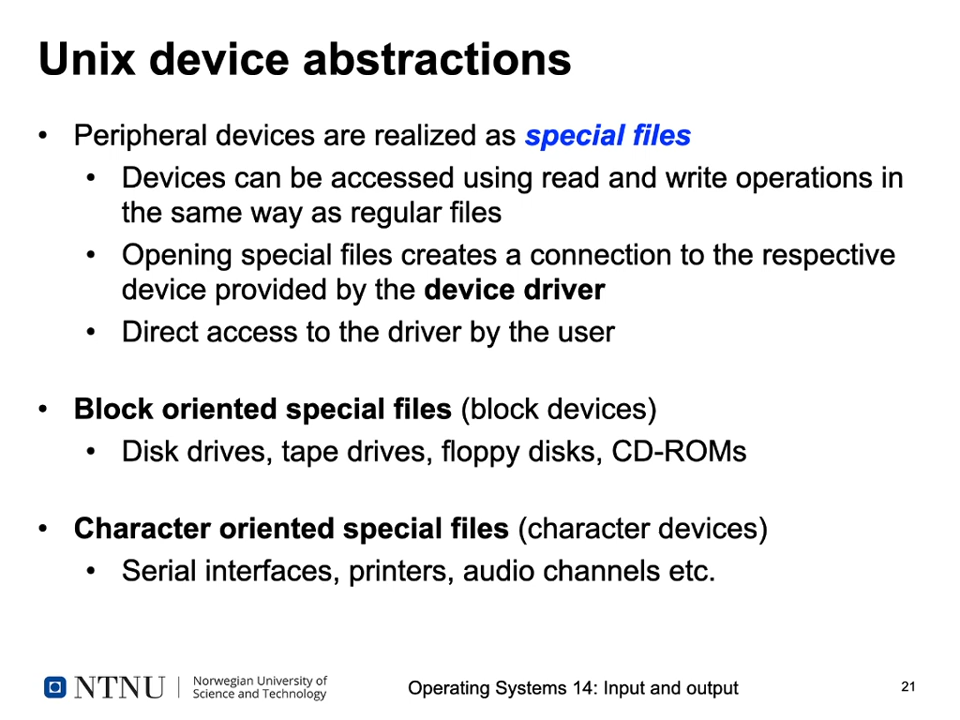 Unix device abstractions
• Peripheral devices are realized as special files
• Devices can be accessed using read and write operations in
the same way as regular files
• Opening special files creates a connection to the respective
device provided by the device driver
• Direct access to the driver by the user
• Block oriented special files (block devices)
• Disk drives, tape drives, floppy disks, CD-ROMs
• Character oriented special files (character devices)
• Serial interfaces, printers, audio channels etc.
NTNU
Norwegian University of
Science and Technology
Operating Systems 14: Input and output
21